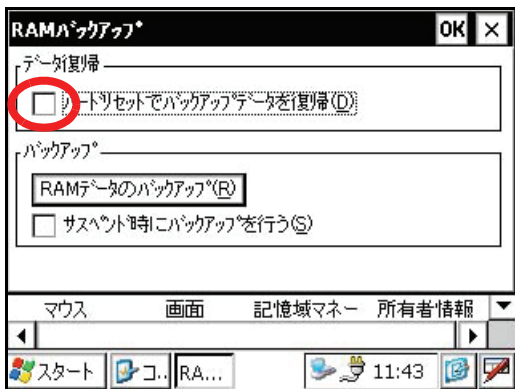 RAMバックアップ OK ×
データ復帰
ハードリセットでバックアップデータを復帰(D)
バックアップ
RAMデータのバックアップ(R)
サスペンド時にバックアップを行う(S)
マウス 画面 記憶域マネー 所有者情報
スタート コ.. RA... 11:43